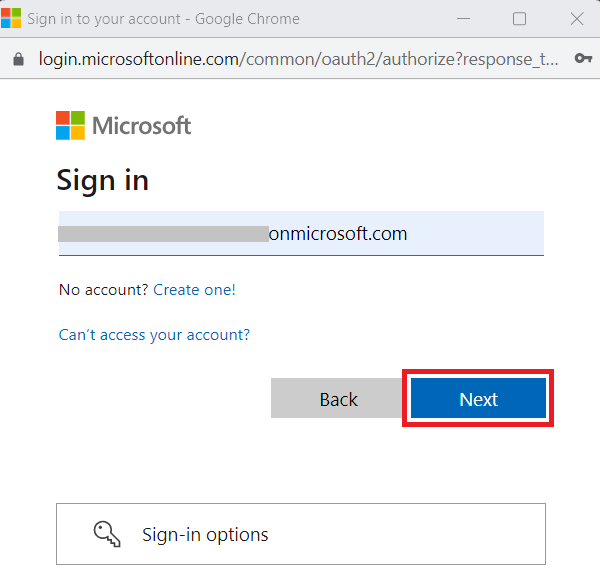 Sign in to your account - Google Chrome
login.microsoftonline.com/common/oauth2/authorize?response_t...
Microsoft
Sign in
onmicrosoft.com
No account? Create one!
Can't access your account?
Back
Next
Sign-in options